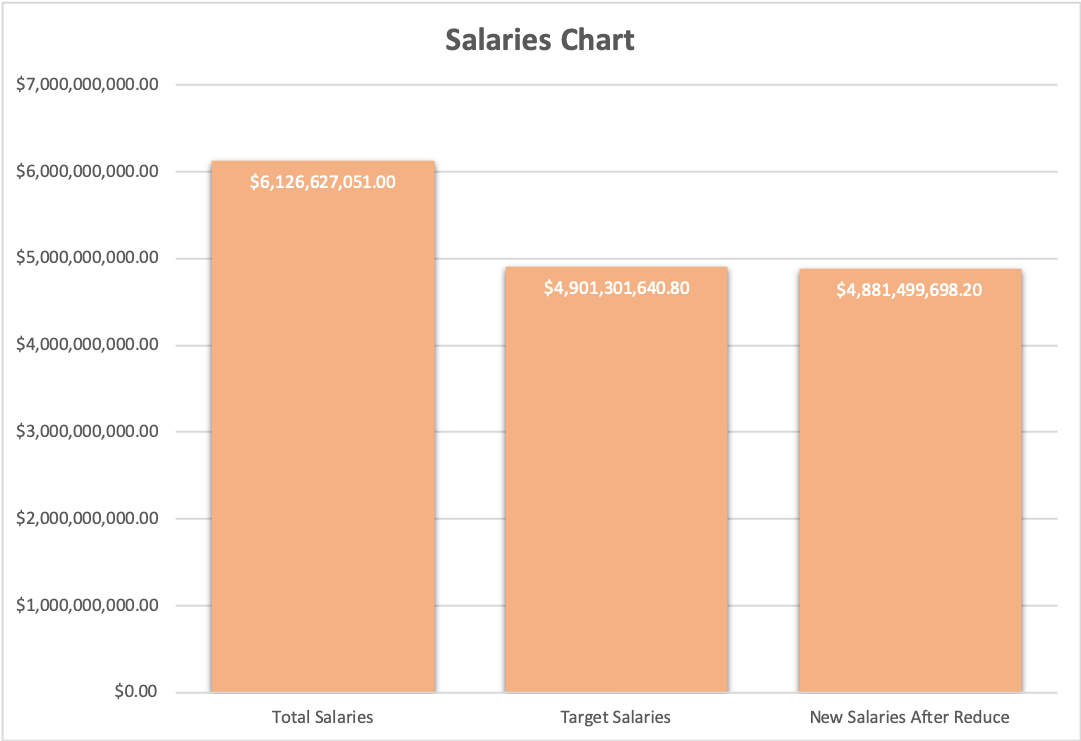 Salaries Chart
$7,000,000,000.00
$6,000,000,000.00
$6,126,627,051.00
$5,000,000,000.00
$4,901,301,640.80
$4,881,499,698.20
$4,000,000,000.00
$3,000,000,000.00
$2,000,000,000.00
$1,000,000,000.00
$0.00
Total Salaries
Target Salaries
New Salaries After Reduce